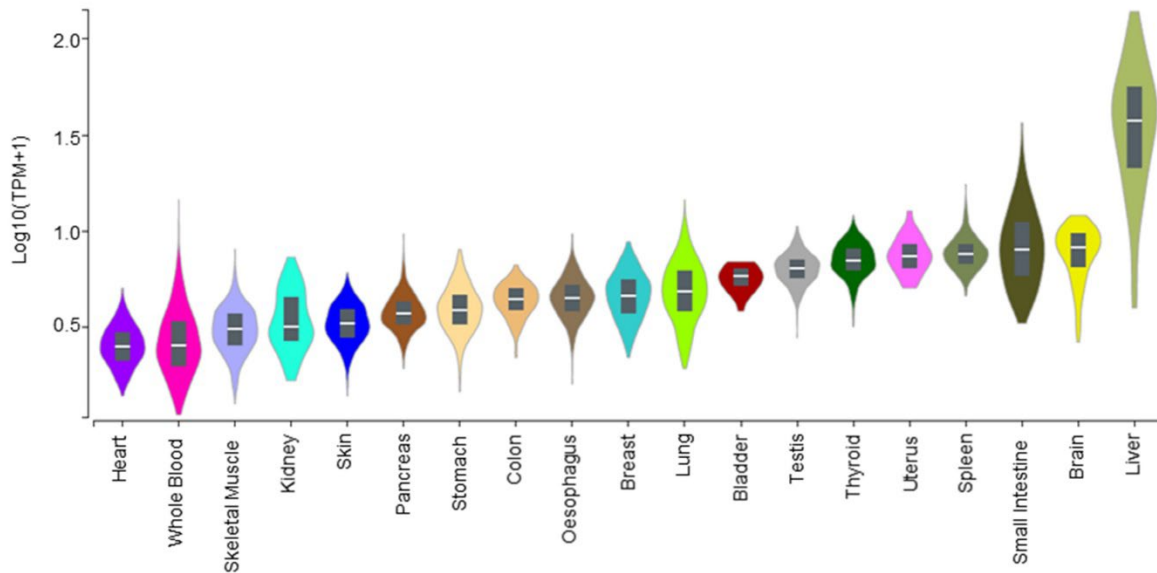 Log10(TPM+1)
2.0
1.5
1.0
0.5
Heart
Whole Blood
Skeletal Muscle
Kidney
Skin
Pancreas
Stomach
Colon
Oesophagus
Breast
Lung
Bladder
Testis
Thyroid
Uterus
Spleen
Small Intestine
Brain
Liver